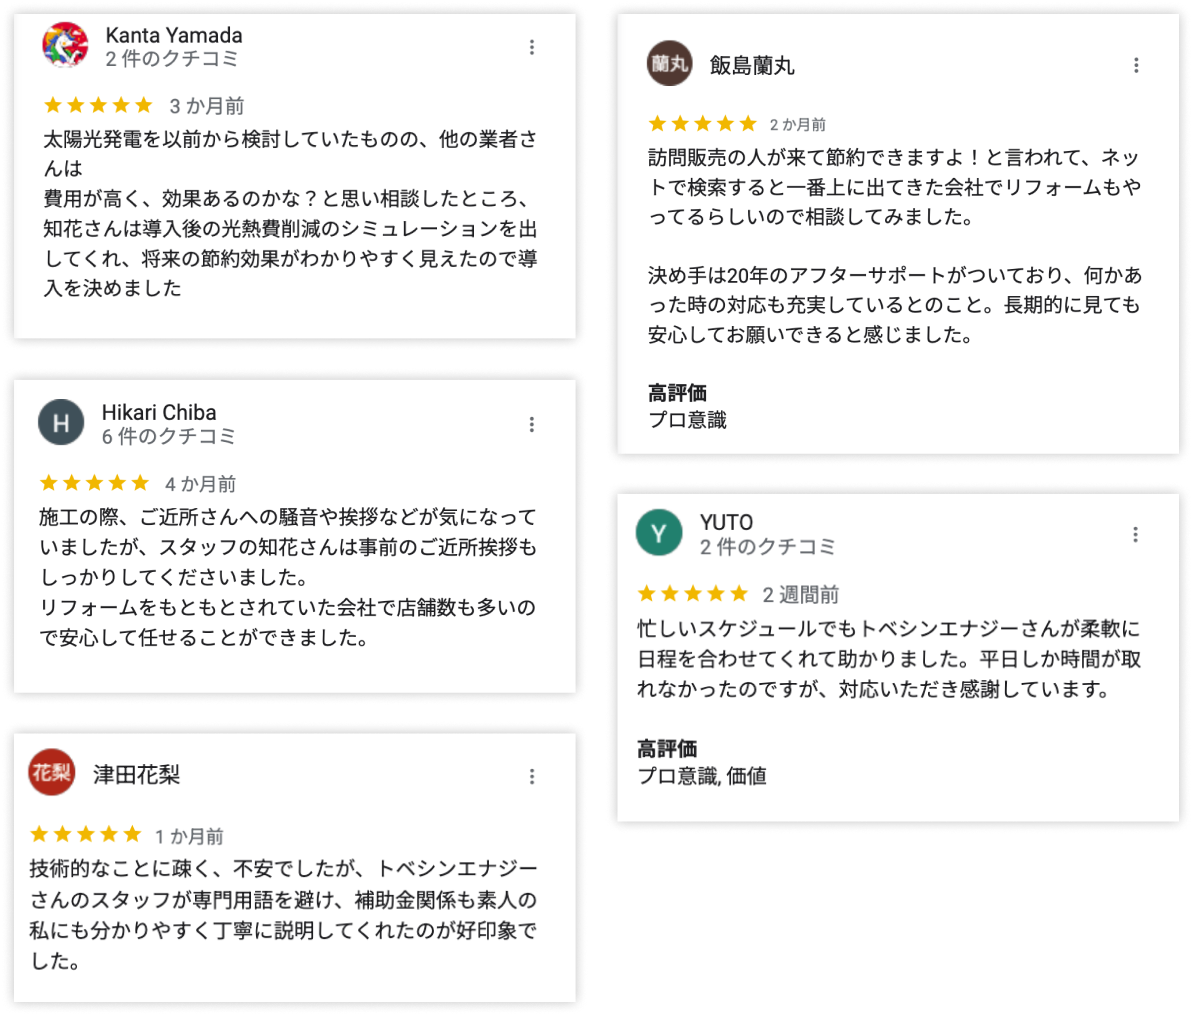 Kanta Yamada
2 件のクチコミ
3 か月前
太陽光発電を以前から検討していたものの、他の業者さ
んは
費用が高く、効果あるのかな？と思い相談したところ、
知花さんは導入後の光熱費削減のシミュレーションを出
してくれ、将来の節約効果がわかりやすく見えたので導
入を決めました
H
Hikari Chiba
6 件のクチコミ
4 か月前
施工の際、ご近所さんへの騒音や挨拶などが気になって
いましたが、スタッフの知花さんは事前のご近所挨拶も
しっかりしてくださいました。
リフォームをもともとされていた会社で店舗数も多いの
で安心して任せることができました。
花梨
津田花梨
1 か月前
技術的なことに疎く、不安でしたが、トベシンエナジー
さんのスタッフが専門用語を避け、補助金関係も素人の
私にも分かりやすく丁寧に説明してくれたのが好印象で
した。
蘭丸
飯島蘭丸
2 か月前
訪問販売の人が来て節約できますよ！と言われて、ネッ
トで検索すると一番上に出てきた会社でリフォームもや
ってるらしいので相談してみました。
決め手は20年のアフターサポートがついており、何かあ
った時の対応も充実しているとのこと。長期的に見ても
安心してお願いできると感じました。
高評価
プロ意識
Y
YUTO
2 件のクチコミ
2 週間前
忙しいスケジュールでもトベシンエナジーさんが柔軟に
日程を合わせてくれて助かりました。平日しか時間が取
れなかったのですが、対応いただき感謝しています。
高評価
プロ意識, 価値